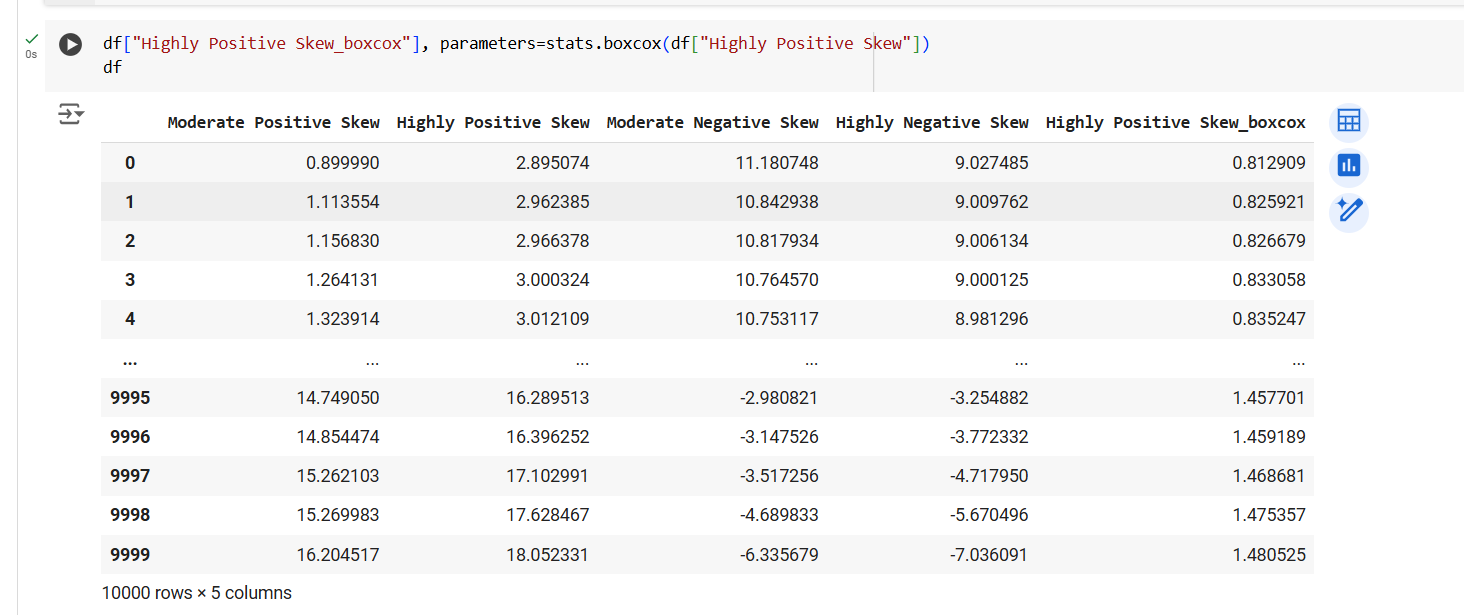 df["Highly Positive Skew_boxcox"], parameters=stats.boxcox(df["Highly Positive Skew"])
0s
df
Moderate Positive Skew Highly Positive Skew Moderate Negative Skew Highly Negative Skew Highly Positive Skew_boxcox
0 0.899990 2.895074 11.180748 9.027485 0.812909
1 1.113554 2.962385 10.842938 9.009762 0.825921
2 1.156830 2.966378 10.817934 9.006134 0.826679
3 1.264131 3.000324 10.764570 9.000125 0.833058
4 1.323914 3.012109 10.753117 8.981296 0.835247
... ... ... ... ... ...
9995 14.749050 16.289513 -2.980821 -3.254882 1.457701
9996 14.854474 16.396252 -3.147526 -3.772332 1.459189
9997 15.262103 17.102991 -3.517256 -4.717950 1.468681
9998 15.269983 17.628467 -4.689833 -5.670496 1.475357
9999 16.204517 18.052331 -6.335679 -7.036091 1.480525
10000 rows × 5 columns